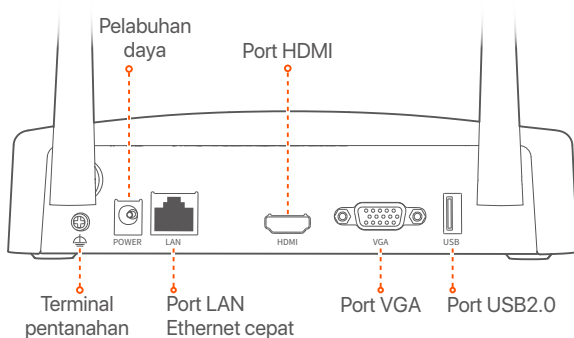 Pelabuhan
daya
Port HDMI
POWER
LAN
HDMI
VGA
USB
Terminal
pentanahan
Port LAN
Ethernet cepat
Port VGA
Port USB2.0